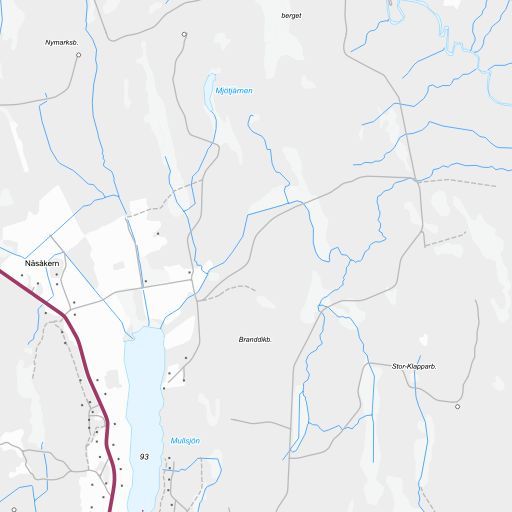 berget
Nymarksb.
Mjötjärnen
Näsåkern
Branddikb.
Stor-Klapparb.
Mullsjön
93